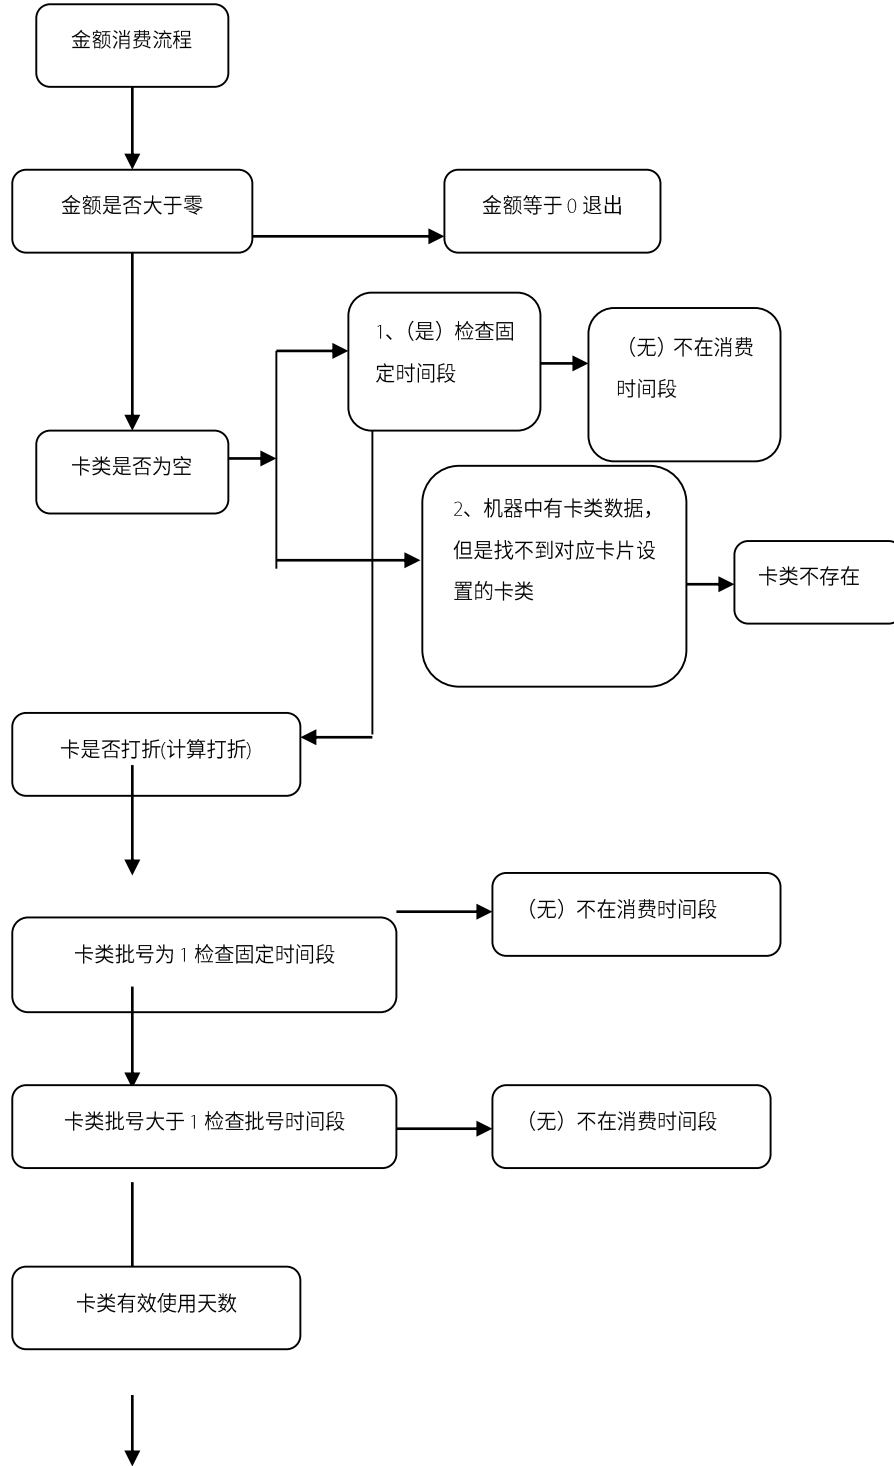 金额消费流程
金额是否大于零
金额等于 0 退出
1、（是）检查固
定时间段
（无）不在消费
时间段
卡类是否为空
2、机器中有卡类数据，
但是找不到对应卡片设
置的卡类
卡类不存在
卡是否打折(计算打折)
（无）不在消费时间段
卡类批号为 1 检查固定时间段
卡类批号大于 1 检查批号时间段
（无）不在消费时间段
卡类有效使用天数